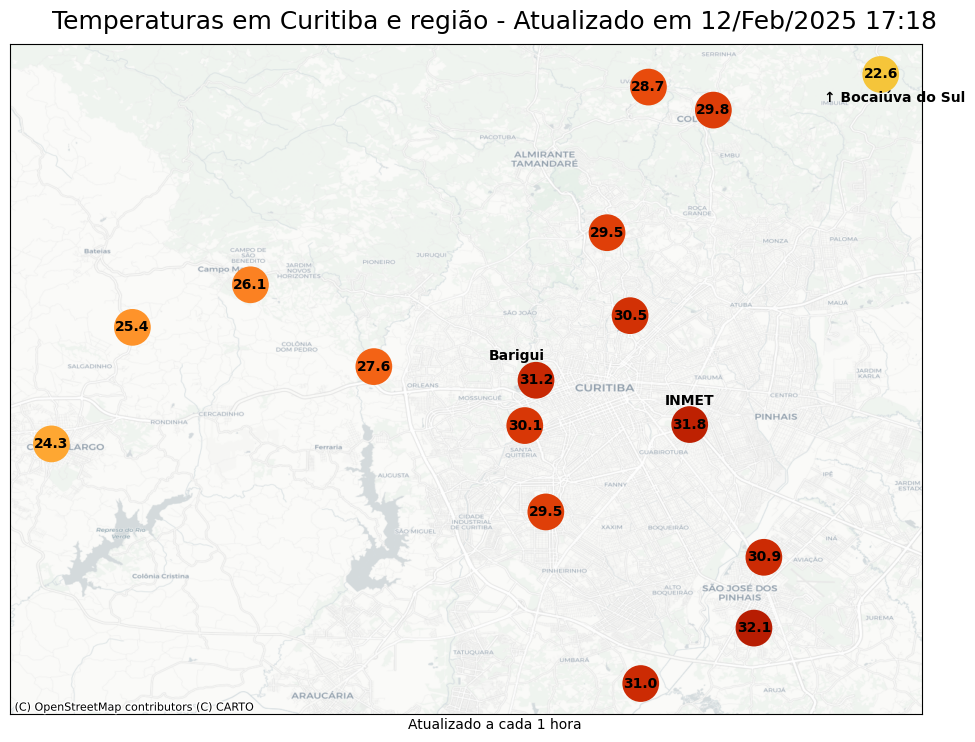 Temperaturas em Curitiba e região - Atualizado em 12/Feb/2025 17:18
SERRINHA
22.6
28.7
↑ Bocaiúva do Sul
29.8
PACOTUBA
ALMIRANTE
TAMANDARÉ
EMBU
ROÇA
GRANDE
29.5
MONZA
PALOMA
Bateias
CAMPO DE
SÃO
BENEDITO
JURUQUI
PIONEIRO
JARDIM
NOVOS
HORIZONTES
26.1
ATUBA
MAUÁ
SÃO JOÃO
30.5
25.4
COLÔNIA
DOM PEDRO
Barigui
SALGADINHO
27.6
JARDIM
KARLA
TARUMÃ
31.2
ORLEANS
CURITIBA
MOSSUNGUÊ
CENTRO
INMET
CERCADINHO
PINHAIS
RONDINHA
30.1
31.8
24.3
Ferraria
SANTA
QUITÉRIA
CUABIROTUBA
AUGUSTA
IPÊ
FANNY
JARDIM
ESTADO
29.5
CIDADE
INDUSTRIAL
DE CURITIBA
SÃO MIGUEL
XAXIM
BOQUEIRÃO
Represa do Rio
Verde
INÁ
30.9
AVIAÇÃO
Colônia Cristina
PINHEIRINHO
ALTO
BOQUEIRÃO
SÃO JOSÉ DOS
PINHAIS
JUREMA
32.1
TATUQUARA
UMBARÁ
31.0
ARUJÁ
ARAUCÁRIA
(C) OpenStreetMap contributors (C) CARTO
Atualizado a cada 1 hora